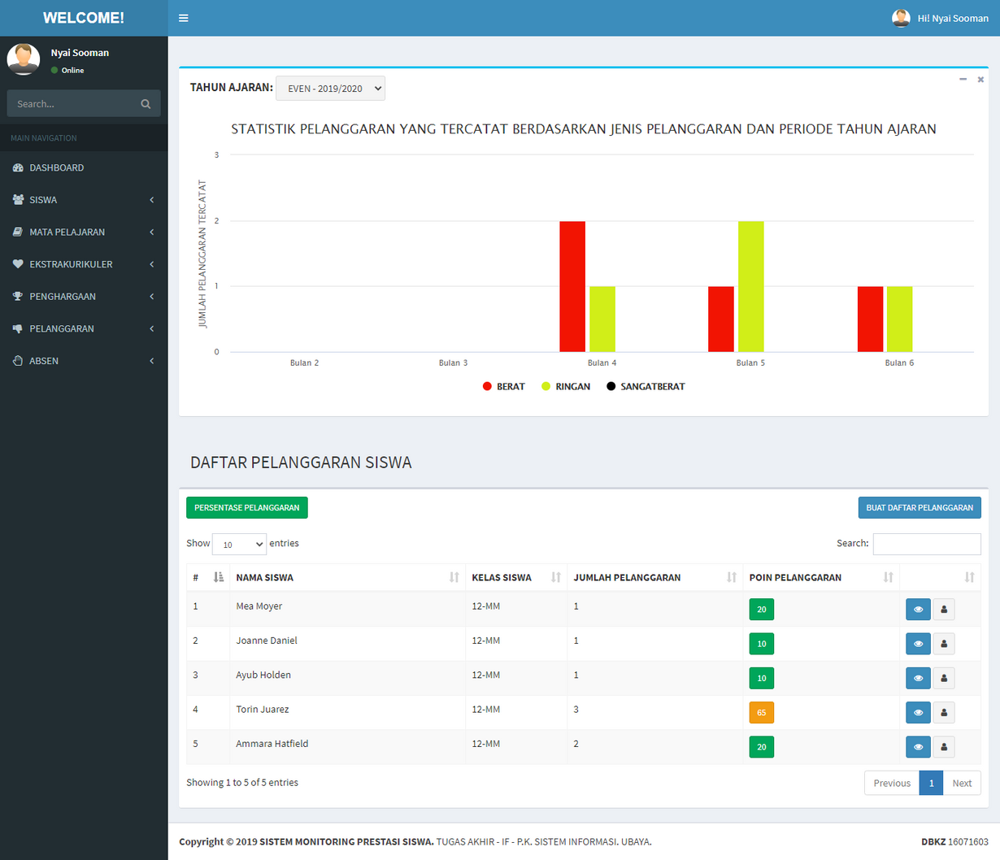 WELCOME!
Hi! Nyai Sooman
Nyai Sooman
Online
Search...
MAIN NAVIGATION
DASHBOARD
SISWA
MATA PELAJARAN
EKSTRAKURIKULER
PENGHARGAAN
PELANGGARAN
ABSEN
TAHUN AJARAN: EVEN - 2019/2020
STATISTIK PELANGGARAN YANG TERCATAT BERDASARKAN JENIS PELANGGARAN DAN PERIODE TAHUN AJARAN
JUMLAH PELANGGARAN TERCATAT
3
2
1
0
Bulan 2 Bulan 3 Bulan 4 Bulan 5 Bulan 6
BERAT RINGAN SANGATBERAT
DAFTAR PELANGGARAN SISWA
PERSENTASE PELANGGARAN BUAT DAFTAR PELANGGARAN
Show 10 entries Search:
# NAMA SISWA KELAS SISWA JUMLAH PELANGGARAN POIN PELANGGARAN
1 Mea Moyer 12-MM 1 20
2 Joanne Daniel 12-MM 1 10
3 Ayub Holden 12-MM 1 10
4 Torin Juarez 12-MM 3 65
5 Ammara Hatfield 12-MM 2 20
Showing 1 to 5 of 5 entries Previous 1 Next
Copyright © 2019 SISTEM MONITORING PRESTASI SISWA. TUGAS AKHIR - IF - P.K. SISTEM INFORMASI. UBAYA. DBKZ 16071603